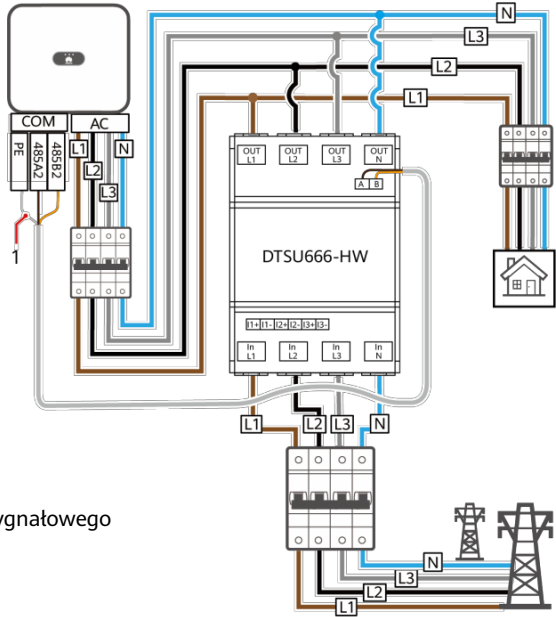 N
L3
L2
L1
COM
AC
PE
485A2
485B2
L1
L2
L3
N
1
OUT L1
OUT L2
OUT L3
OUT N
A B
DTSU666-HW
I1+ I1- I2+ I2- I3+ I3-
In L1
In L2
In L3
In N
L1
L2
L3
N
ygnałowego
N
L3
L2
L1